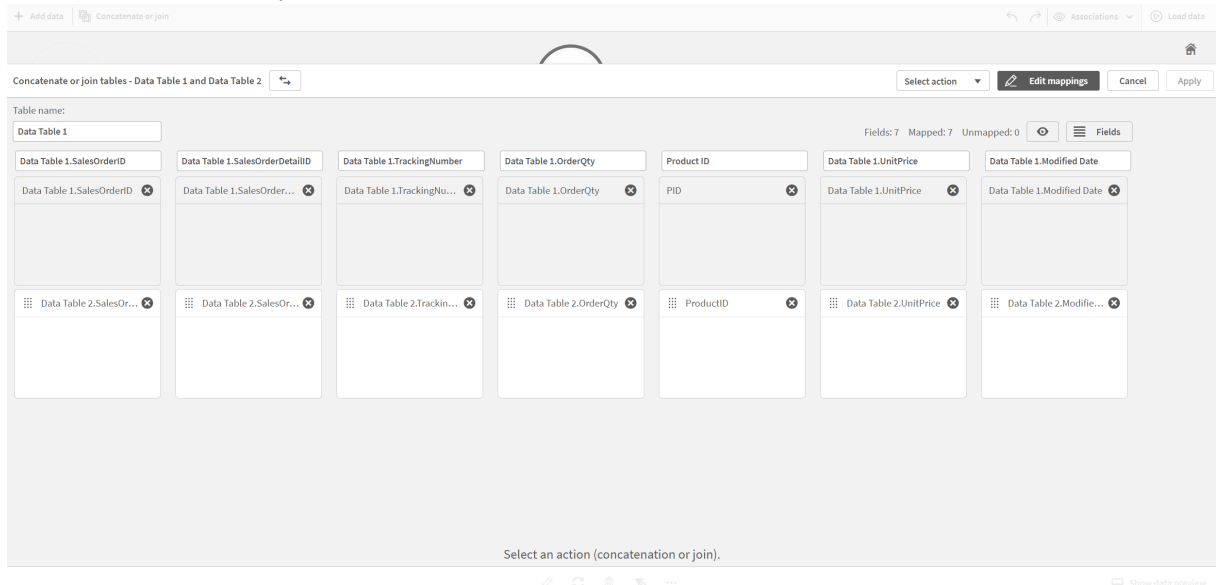 Add data
Concatenate or join
Associations
Load data
Concatenate or join tables - Data Table 1 and Data Table 2
Select action
Edit mappings
Cancel
Apply
Table name:
Data Table 1
Fields: 7 Mapped: 7 Unmapped: 0
Fields
Data Table 1.SalesOrderID
Data Table 1.SalesOrderDetailID
Data Table 1.TrackingNumber
Data Table 1.OrderQty
Product ID
Data Table 1.UnitPrice
Data Table 1.Modified Date
Data Table 1.SalesOrderID
Data Table 1.SalesOrder...
Data Table 1.TrackingNu...
Data Table 1.OrderQty
PID
Data Table 1.UnitPrice
Data Table 1.Modified Date
Data Table 2.SalesOr...
Data Table 2.SalesOr...
Data Table 2.Trackin...
Data Table 2.OrderQty
ProductID
Data Table 2.UnitPrice
Data Table 2.Modifie...
Select an action (concatenation or join).
Show data preview